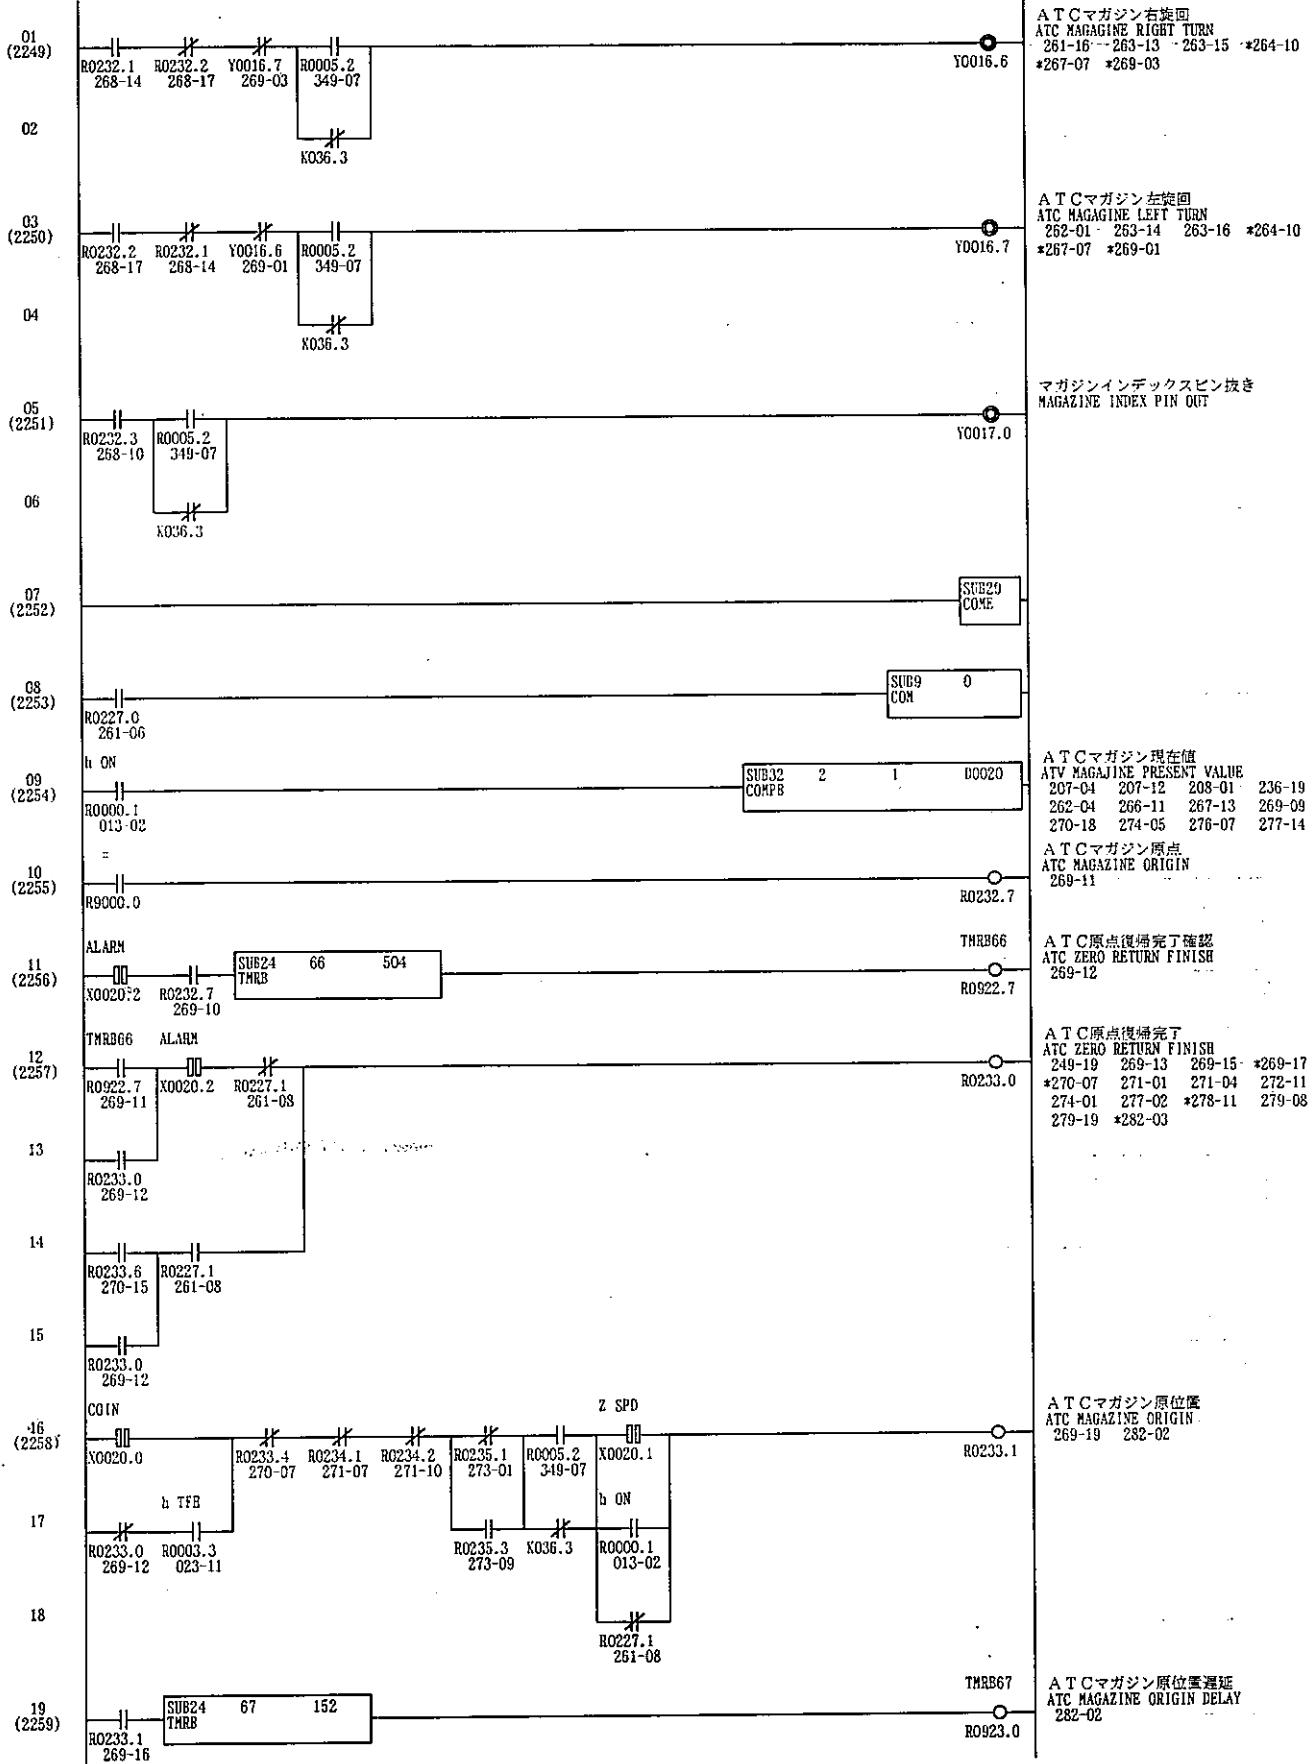 ATCマガジン右旋回
01 ATC MAGAGINE RIGHT TURN
(2249) 261-16 263-13 263-15 *264-10
R0232.1 R0232.2 Y0016.7 R0005.2 Y0016.6 *267-07 *269-03
268-14 268-17 269-03 349-07
02
K036.3
ATCマガジン左旋回
03 ATC MAGAGINE LEFT TURN
(2250) 262-01 263-14 263-16 *264-10
R0232.2 R0232.1 Y0016.6 R0005.2 Y0016.7 *267-07 *269-01
268-17 268-14 269-01 349-07
04
K036.3
マガジンインデックスピン抜き
05 MAGAZINE INDEX PIN OUT
(2251)
R0232.3 R0005.2 Y0017.0
268-10 349-07
06
K036.3
07 SUB29
(2252) COME
08 SUB9 0
(2253) COM
R0227.0
261-06
h ON ATCマガジン現在値
09 SUB32 2 1 D0020 ATV MAGAJINE PRESENT VALUE
(2254) COMPB 207-04 207-12 208-01 236-19
R0000.1 262-04 266-11 267-13 269-09
013-02 270-18 274-05 276-07 277-14
= ATCマガジン原点
10 ATC MAGAZINE ORIGIN
(2255) 269-11
R9000.0 R0232.7
ALARM TMRB66 ATC原点復帰完了確認
11 SUB24 66 504 ATC ZERO RETURN FINISH
(2256) TMRB 269-12
X0020.2 R0232.7 R0922.7
269-10
TMRB66 ALARM ATC原点復帰完了
12 ATC ZERO RETURN FINISH
(2257) 249-19 269-13 269-15 *269-17
R0922.7 X0020.2 R0227.1 R0233.0 *270-07 271-01 271-04 272-11
269-11 261-08 274-01 277-02 *278-11 279-08
279-19 *282-03
13
R0233.0
269-12
14
R0233.6 R0227.1
270-15 261-08
15
R0233.0
269-12
COIN Z SPD ATCマガジン原位置
16 ATC MAGAZINE ORIGIN
(2258) 269-19 282-02
X0020.0 R0233.4 R0234.1 R0234.2 R0235.1 R0005.2 X0020.1 R0233.1
270-07 271-07 271-10 273-01 349-07
h TFB h ON
17
R0233.0 R0003.3 R0235.3 K036.3 R0000.1
269-12 023-11 273-09 013-02
18
R0227.1
261-08
TMRB67 ATCマガジン原位置遅延
19 SUB24 67 152 ATC MAGAZINE ORIGIN DELAY
(2259) TMRB 282-02
R0233.1 R0923.0
269-16